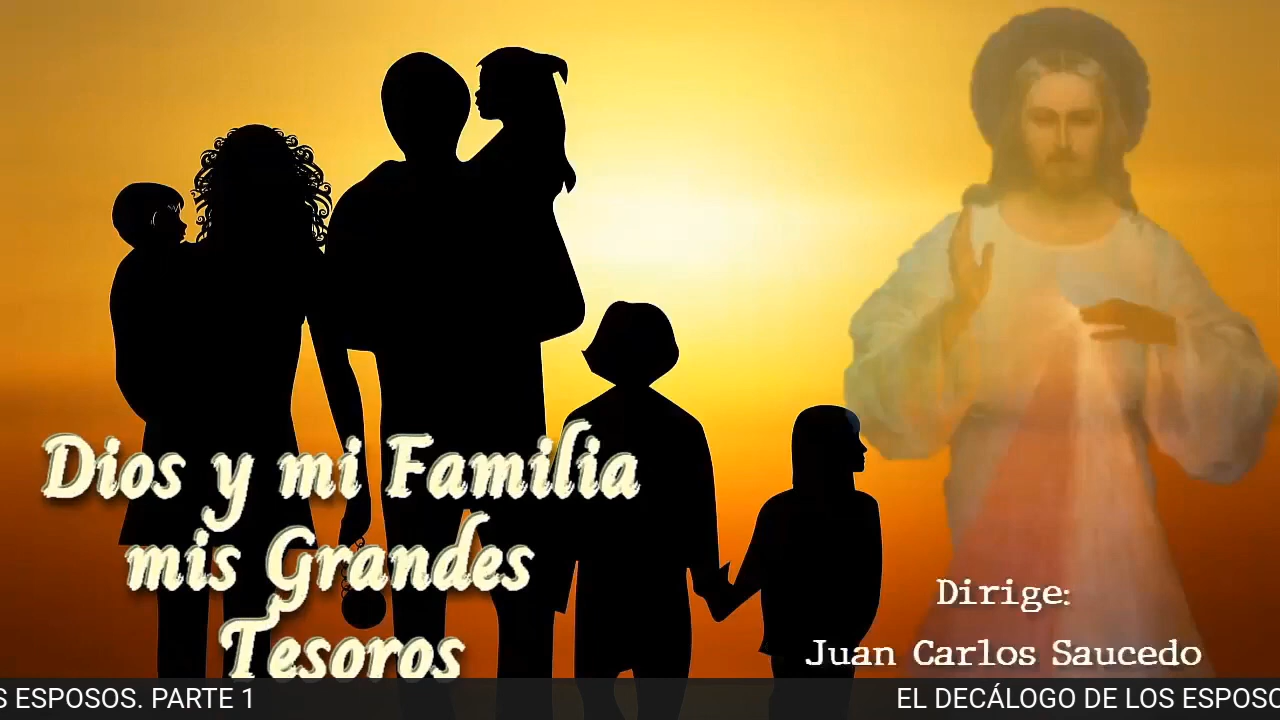 Dios y mi Familia
mis Grandes
Tesoros
Dirige:
Juan Carlos Saucedo
S ESPOSOS. PARTE 1
EL DECÁLOGO DE LOS ESPOSO